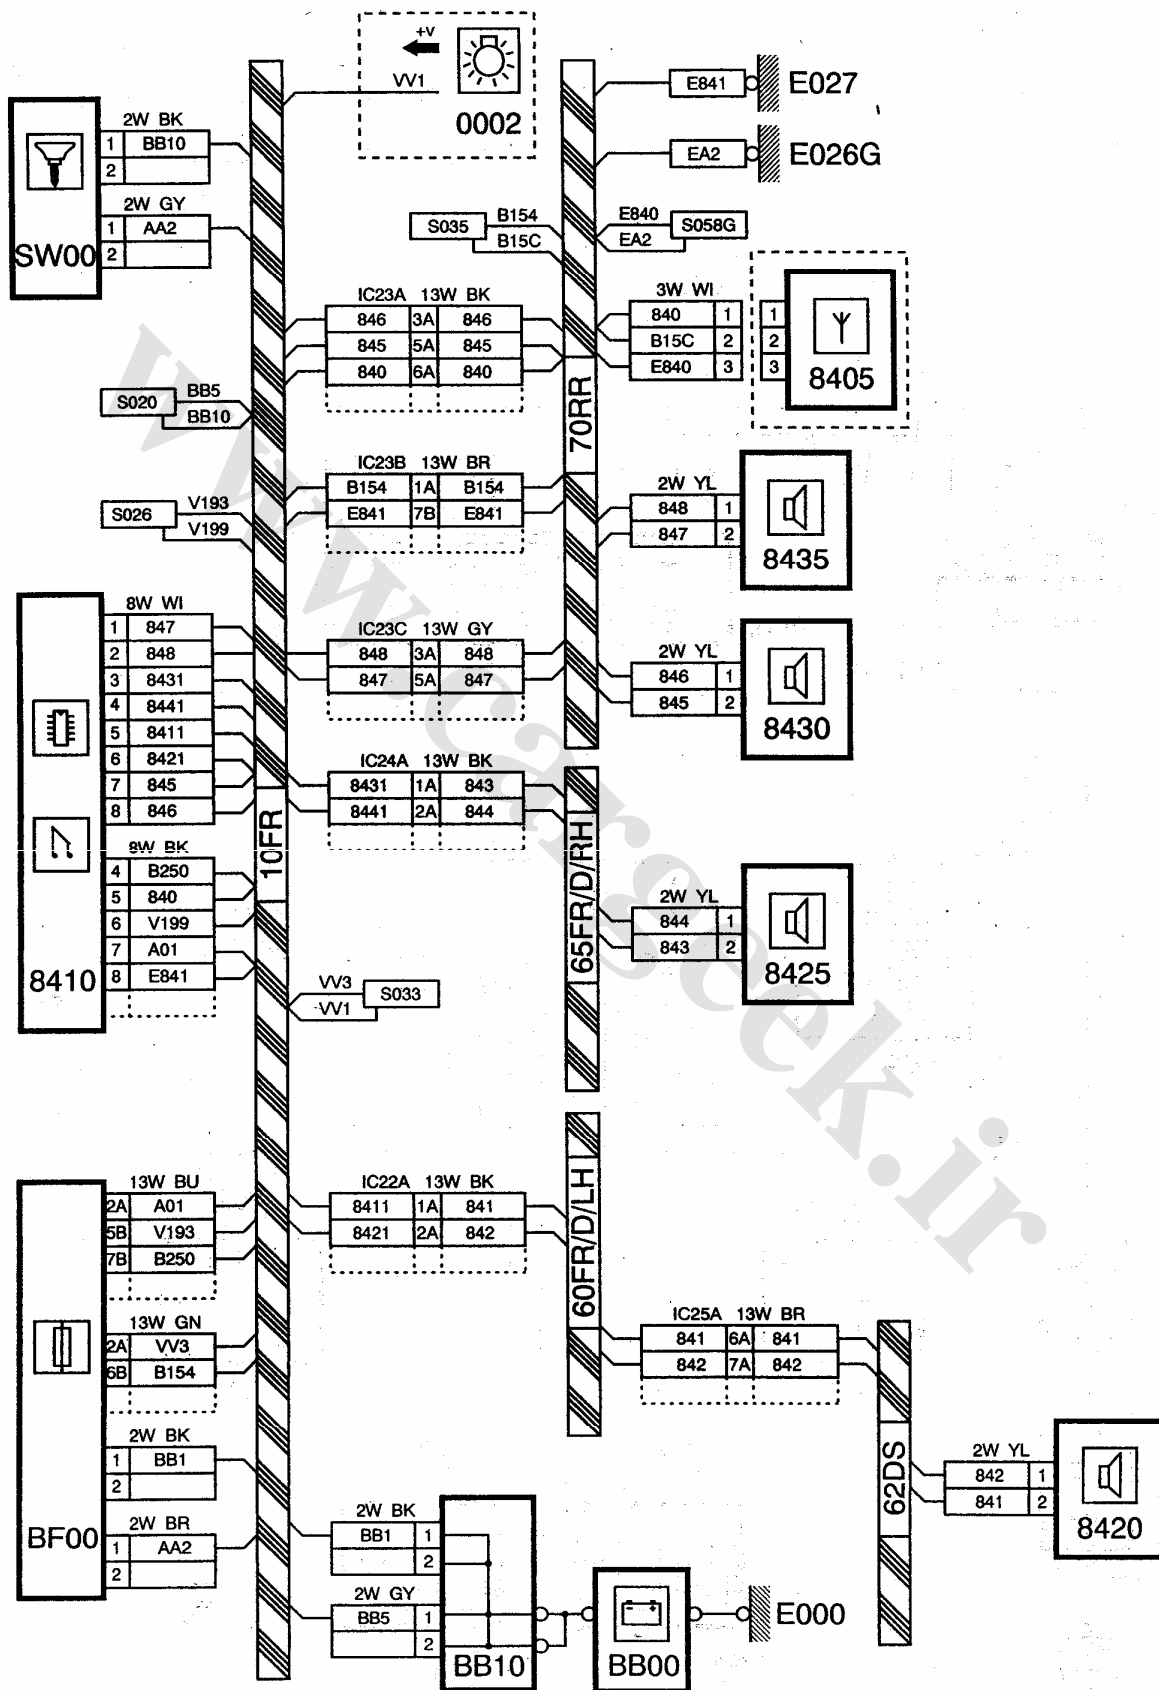 +V
VV1
0002
E841
E027
EA2
E026G
2W BK
1 BB10
2
2W GY
1 AA2
2
SW00
S035
B154
B15C
E840
EA2
S058G
IC23A 13W BK
846 3A 846
845 5A 845
840 6A 840
3W WI
840 1
B15C 2
E840 3
1
2
3
8405
S020
BB5
BB10
70RR
IC23B 13W BR
B154 1A B154
E841 7B E841
S026
V193
V199
2W YL
848 1
847 2
8435
8W WI
1 847
2 848
3 8431
4 8441
5 8411
6 8421
7 845
8 846
IC23C 13W GY
848 3A 848
847 5A 847
2W YL
846 1
845 2
8430
IC24A 13W BK
8431 1A 843
8441 2A 844
10FR
65FR/D/RH
8W BK
4 B250
5 840
6 V199
7 A01
8 E841
8410
2W YL
844 1
843 2
8425
VV3
VV1
S033
13W BU
2A A01
5B V193
7B B250
IC22A 13W BK
8411 1A 841
8421 2A 842
60FR/D/LH
13W GN
2A VV3
6B B154
IC25A 13W BR
841 6A 841
842 7A 842
2W BK
1 BB1
2
2W BR
1 AA2
2
BF00
62DS
2W YL
842 1
841 2
8420
2W BK
BB1 1
2
2W GY
BB5 1
2
BB10
BB00
E000
www.cargeek.ir